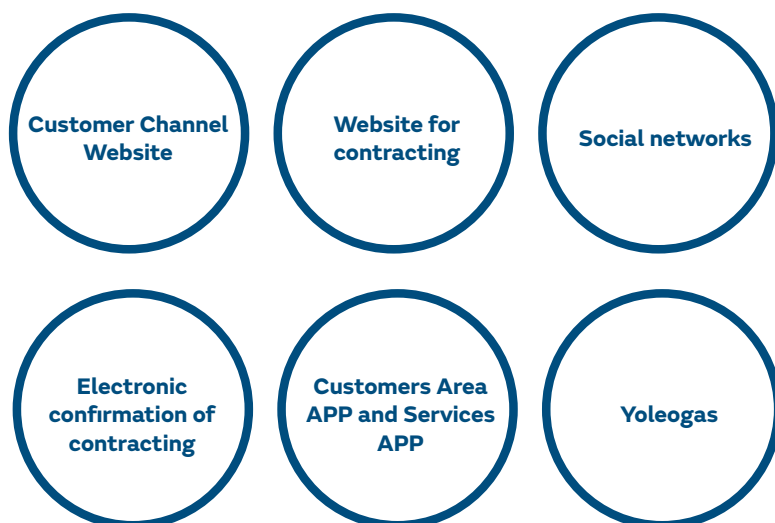 Customer Channel
Website
Website for
contracting
Social networks
Electronic
confirmation of
contracting
Customers Area
APP and Services
APP
Yoleogas